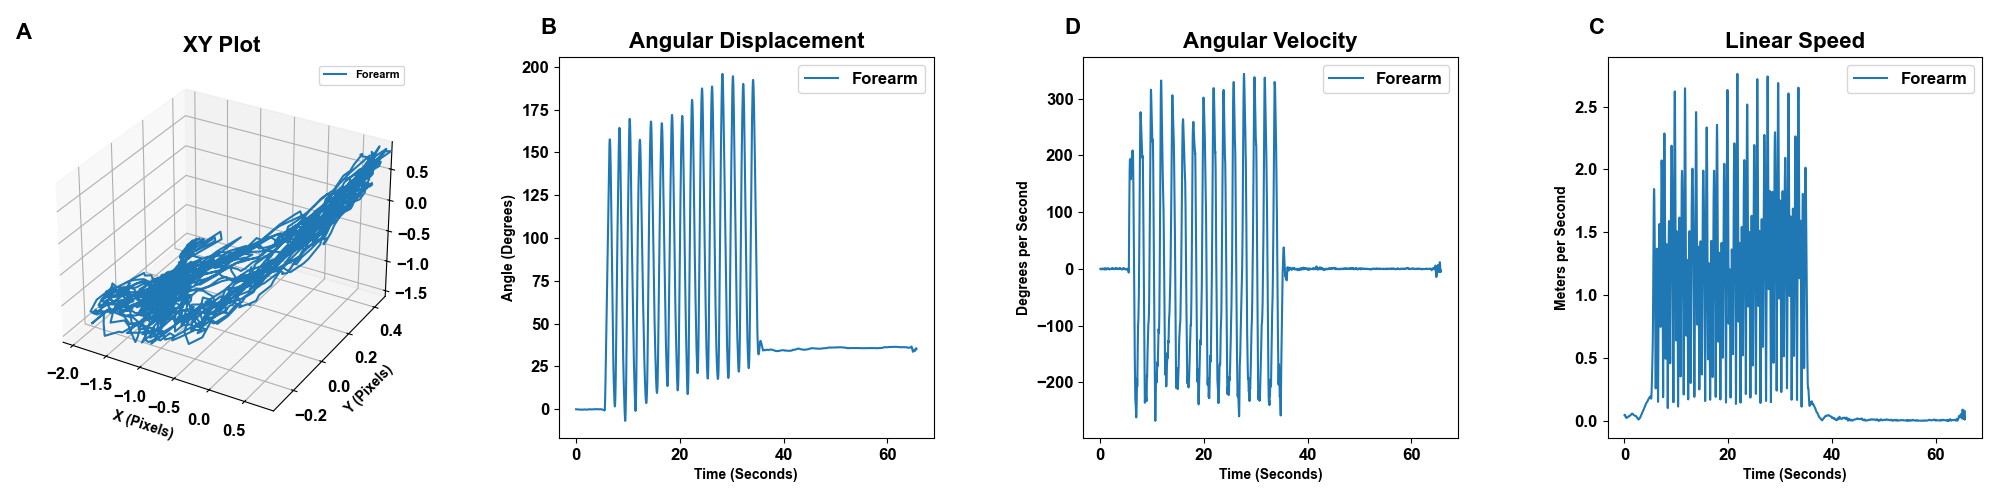 A
XY Plot
Forearm
0.5
0.0
−0.5
−1.0
−1.5
−2.0
−1.5
−1.0
−0.5
0.0
0.5
X (Pixels)
0.4
0.2
0.0
−0.2
Y (Pixels)
B
Angular Displacement
Forearm
200
175
150
125
100
75
50
25
0
Angle (Degrees)
0 20 40 60
Time (Seconds)
D
Angular Velocity
Forearm
300
200
100
0
−100
−200
Degrees per Second
0 20 40 60
Time (Seconds)
C
Linear Speed
Forearm
2.5
2.0
1.5
1.0
0.5
0.0
Meters per Second
0 20 40 60
Time (Seconds)